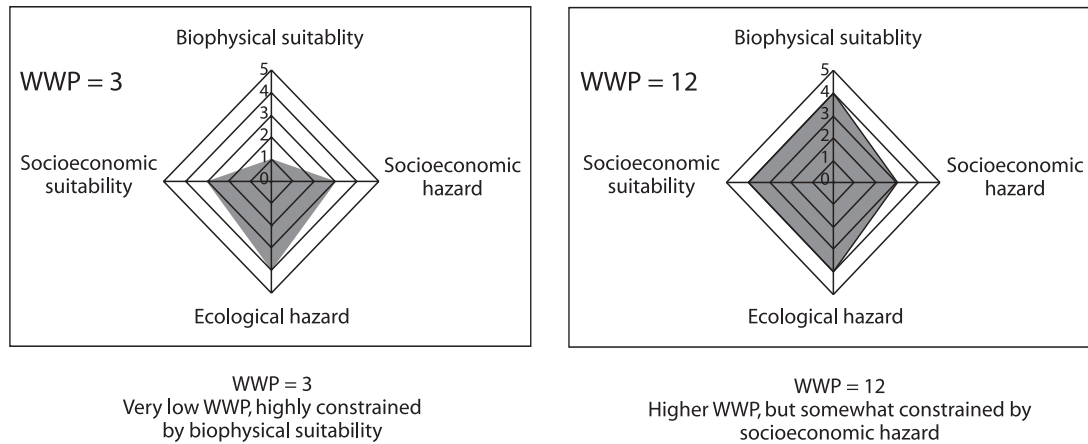 Biophysical suitablity
WWP = 3
5
4
3
2
1
0
Socioeconomic
suitability
Socioeconomic
hazard
Ecological hazard
WWP = 3
Very low WWP, highly constrained
by biophysical suitability
Biophysical suitablity
WWP = 12
5
4
3
2
1
0
Socioeconomic
suitability
Socioeconomic
hazard
Ecological hazard
WWP = 12
Higher WWP, but somewhat constrained by
socioeconomic hazard